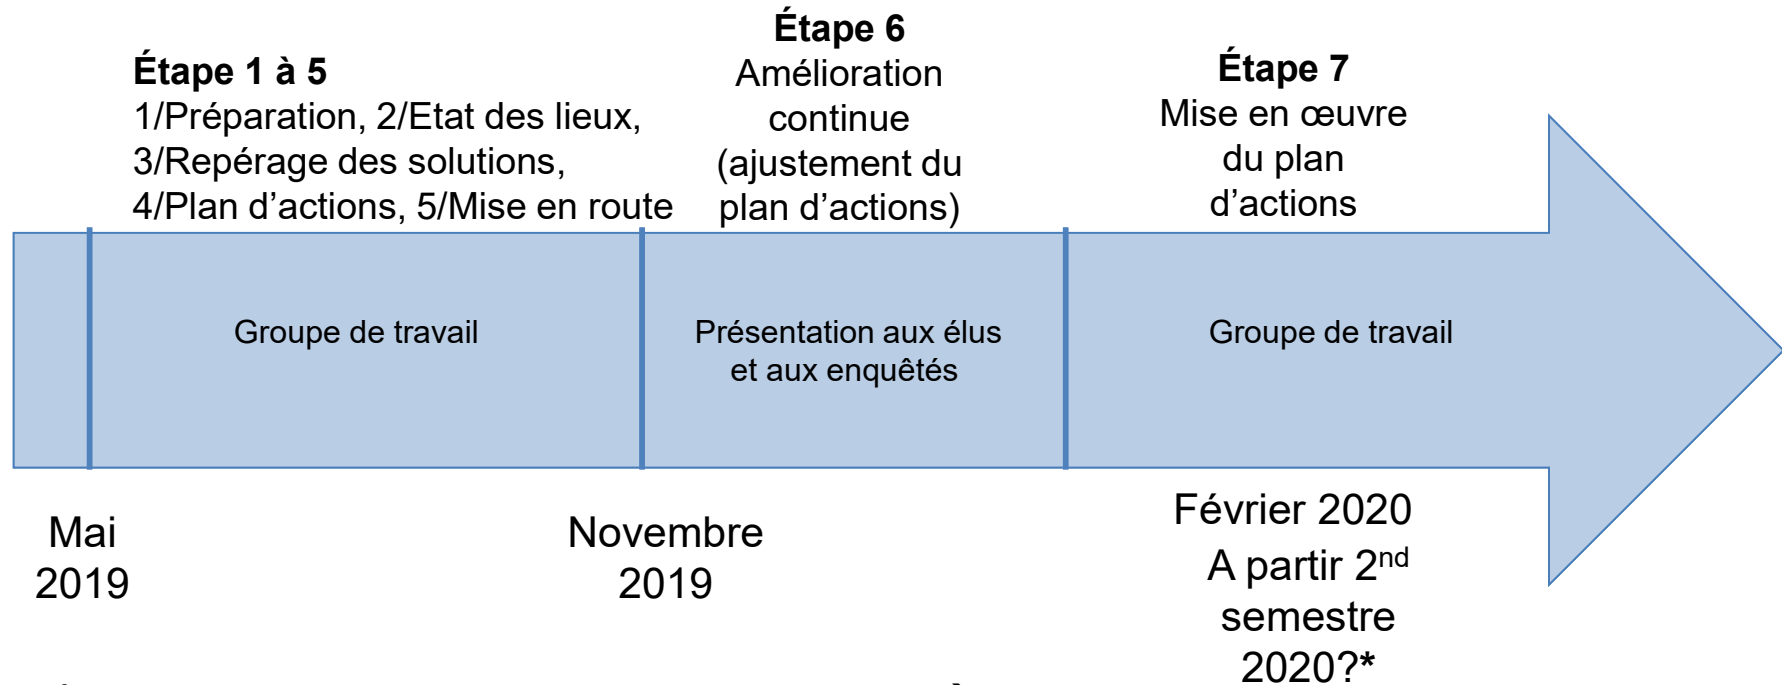 Étape 1 à 5
1/Préparation, 2/Etat des lieux,
3/Repérage des solutions,
4/Plan d’actions, 5/Mise en route
Étape 6
Amélioration
continue
(ajustement du
plan d’actions)
Étape 7
Mise en œuvre
du plan
d’actions
Groupe de travail
Présentation aux élus
et aux enquêtés
Groupe de travail
Mai
2019
Novembre
2019
Février 2020
A partir 2nd
semestre
2020?*